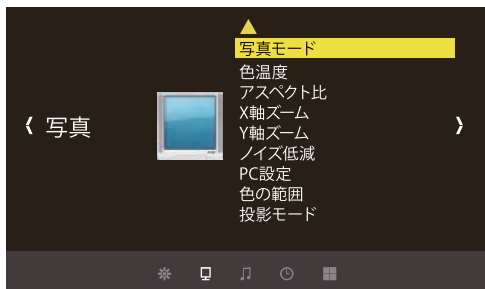 写真
写真モード
色温度
アスペクト比
X軸ズーム
Y軸ズーム
ノイズ低減
PC設定
色の範囲
投影モード